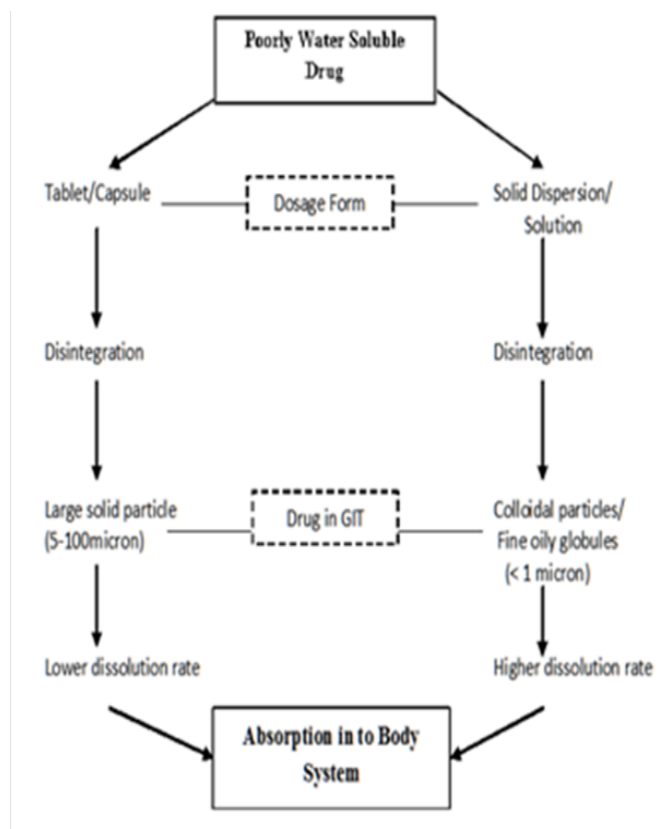 Poorly Water Soluble
Drug
Tablet/Capsule
Dosage Form
Solid Dispersion/
Solution
Disintegration
Disintegration
Large solid particle
(5-100micron)
Drug in GIT
Colloidal particles/
Fine oily globules
(< 1 micron)
Lower dissolution rate
Higher dissolution rate
Absorption in to Body
System